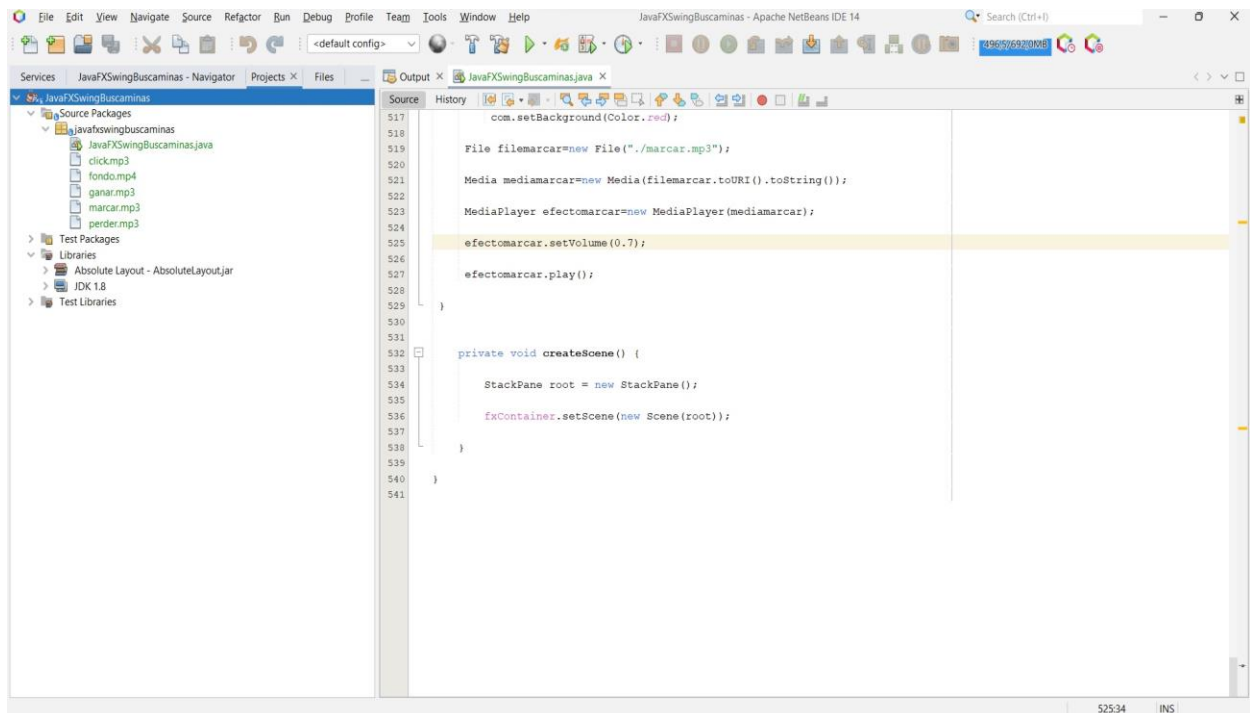 File Edit View Navigate Source Refactor Run Debug Profile Team Tools Window Help JavaFXSwingBuscaminas - Apache NetBeans IDE 14 Search (Ctrl+I)
<default config>
Services JavaFXSwingBuscaminas - Navigator Projects Files Output JavaFXSwingBuscaminas.java
JavaFXSwingBuscaminas
Source Packages
javafxswingbuscaminas
JavaFXSwingBuscaminas.java
click.mp3
fondo.mp4
ganar.mp3
marcar.mp3
perder.mp3
Test Packages
Libraries
Absolute Layout - AbsoluteLayout.jar
JDK 1.8
Test Libraries
Source History
517 com.setBackground(Color.red);
518
519 File filemarcar=new File("./marcar.mp3");
520
521 Media mediamarcar=new Media(filemarcar.toURI().toString());
522
523 MediaPlayer efectomarcar=new MediaPlayer(mediamarcar);
524
525 efectomarcar.setVolume(0.7);
526
527 efectomarcar.play();
528
529 }
530
531
532 private void createScene() {
533
534 StackPane root = new StackPane();
535
536 fxContainer.setScene(new Scene(root));
537
538 }
539
540 }
541
525:34 INS